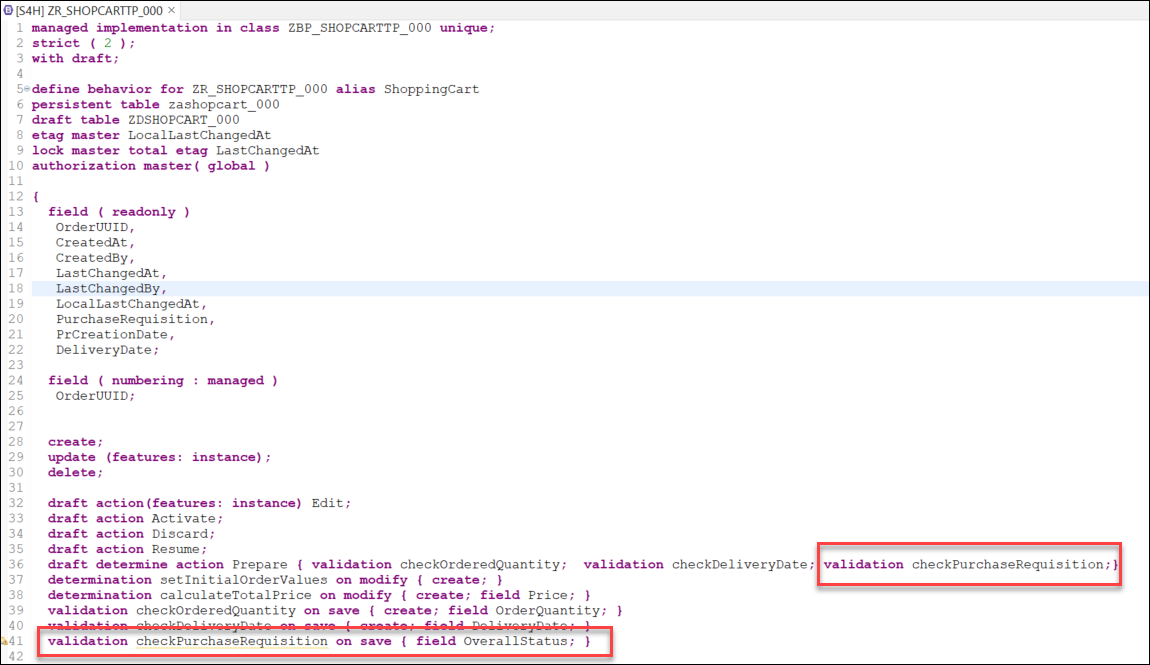 [S4H] ZR_SHOPCARTTP_000
1 managed implementation in class ZBP_SHOPCARTTP_000 unique;
2 strict ( 2 );
3 with draft;
4
5 define behavior for ZR_SHOPCARTTP_000 alias ShoppingCart
6 persistent table zashopcart_000
7 draft table ZDSHOPCART_000
8 etag master LocalLastChangedAt
9 lock master total etag LastChangedAt
10 authorization master( global )
11
12 {
13 field ( readonly )
14 OrderUUID,
15 CreatedAt,
16 CreatedBy,
17 LastChangedAt,
18 LastChangedBy,
19 LocalLastChangedAt,
20 PurchaseRequisition,
21 PrCreationDate,
22 DeliveryDate;
23
24 field ( numbering : managed )
25 OrderUUID;
26
27
28 create;
29 update (features: instance);
30 delete;
31
32 draft action(features: instance) Edit;
33 draft action Activate;
34 draft action Discard;
35 draft action Resume;
36 draft determine action Prepare { validation checkOrderedQuantity; validation checkDeliveryDate; validation checkPurchaseRequisition;}
37 determination setInitialOrderValues on modify { create; }
38 determination calculateTotalPrice on modify { create; field Price; }
39 validation checkOrderedQuantity on save { create; field OrderQuantity; }
40 validation checkDeliveryDate on save { create; field DeliveryDate; }
41 validation checkPurchaseRequisition on save { field OverallStatus; }
42